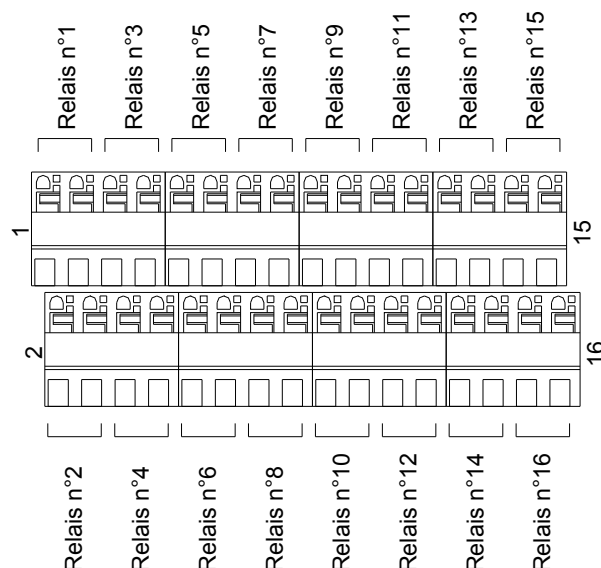 Relais n°1
Relais n°3
Relais n°5
Relais n°7
Relais n°9
Relais n°11
Relais n°13
Relais n°15
1
15
2
16
Relais n°2
Relais n°4
Relais n°6
Relais n°8
Relais n°10
Relais n°12
Relais n°14
Relais n°16